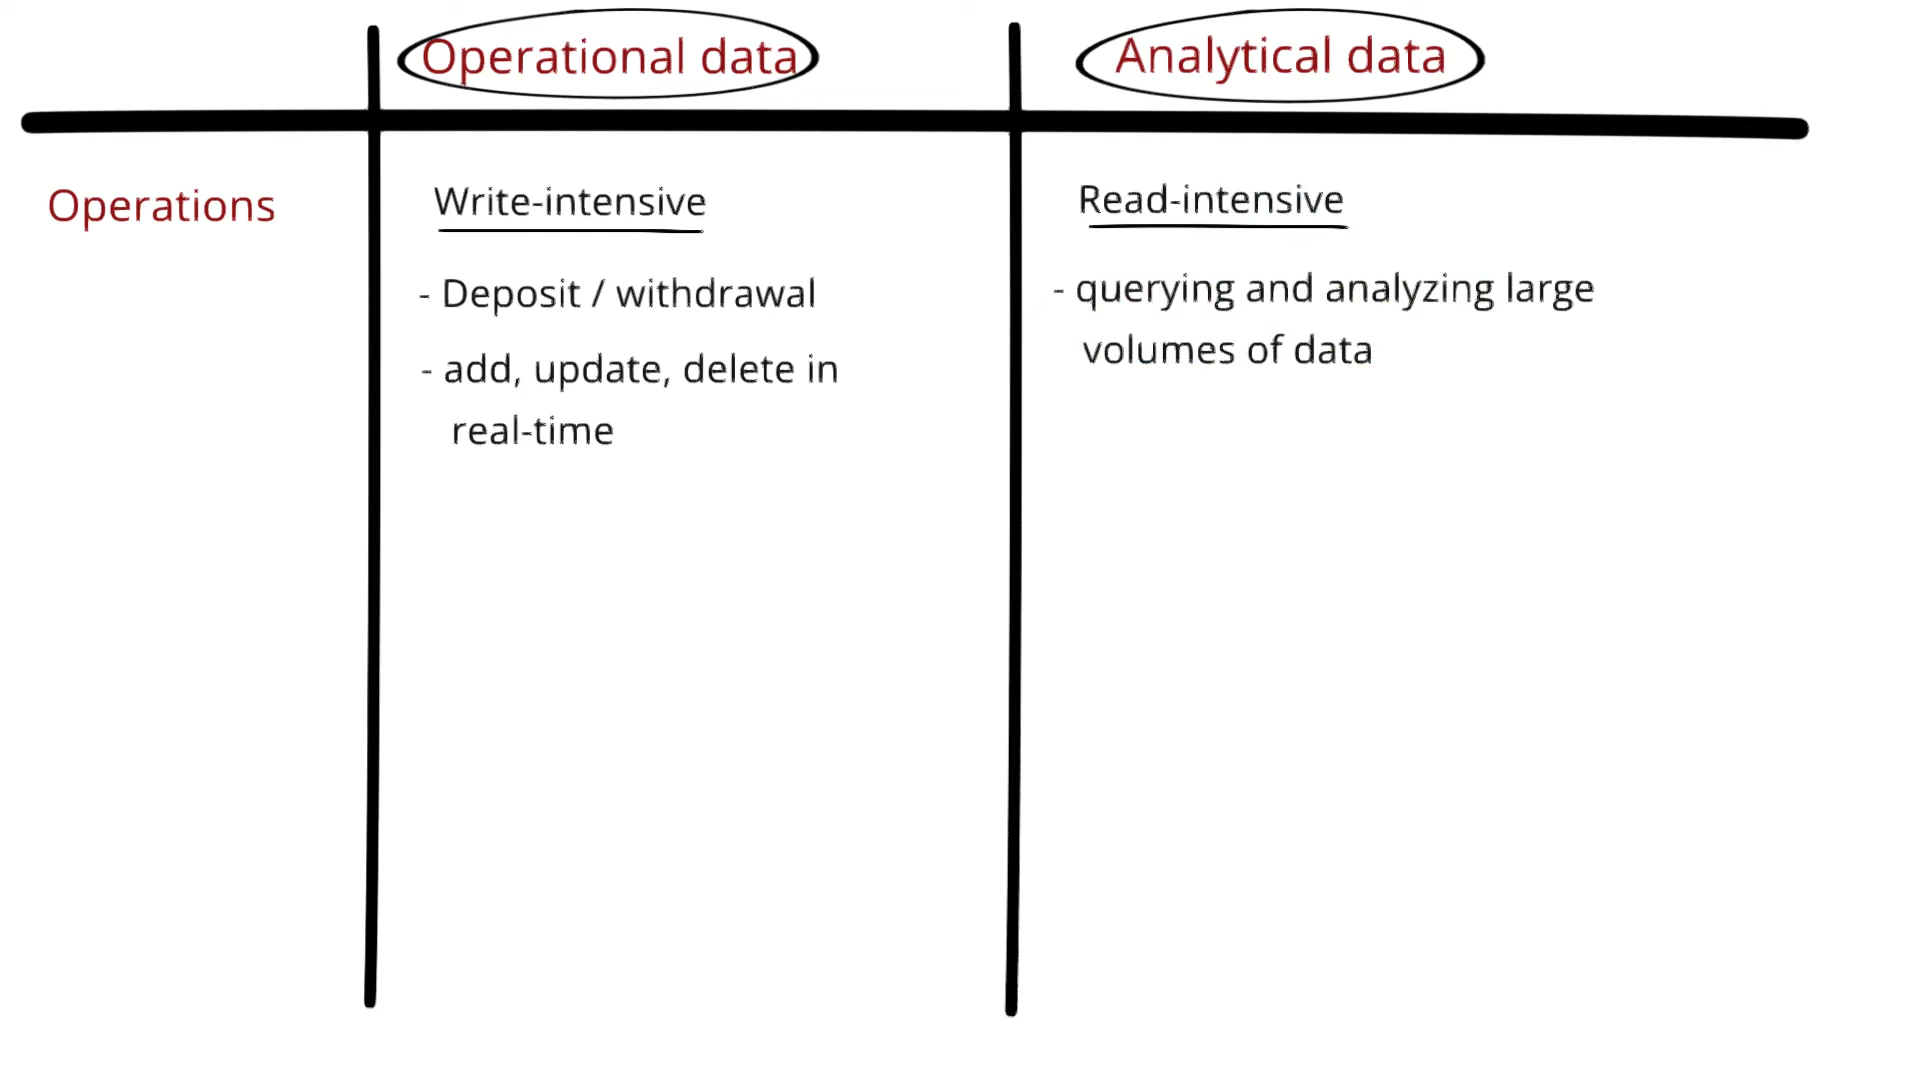 Operational data
Analytical data
Operations
Write-intensive
- Deposit / withdrawal
- add, update, delete in
real-time
Read-intensive
- querying and analyzing large
volumes of data